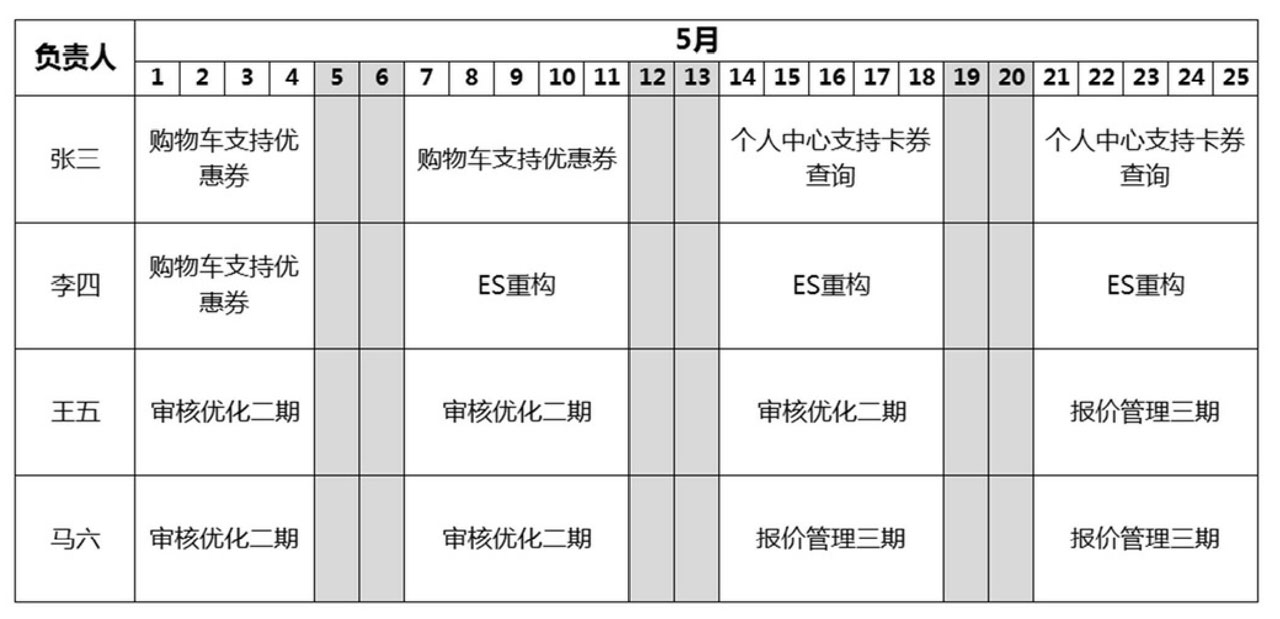 负责人
5月
1 2 3 4 5 6 7 8 9 10 11 12 13 14 15 16 17 18 19 20 21 22 23 24 25
张三
购物车支持优
惠券
购物车支持优惠券
个人中心支持卡券
查询
个人中心支持卡券
查询
李四
购物车支持优
惠券
ES重构
ES重构
ES重构
王五
审核优化二期
审核优化二期
审核优化二期
报价管理三期
马六
审核优化二期
审核优化二期
报价管理三期
报价管理三期